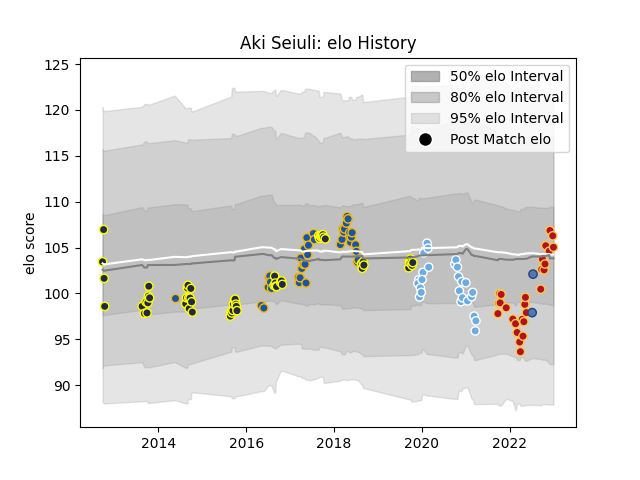 Aki Seiuli: elo History
50% elo Interval
80% elo Interval
95% elo Interval
Post Match elo
elo score
125
120
115
110
105
100
95
90
2014
2016
2018
2020
2022